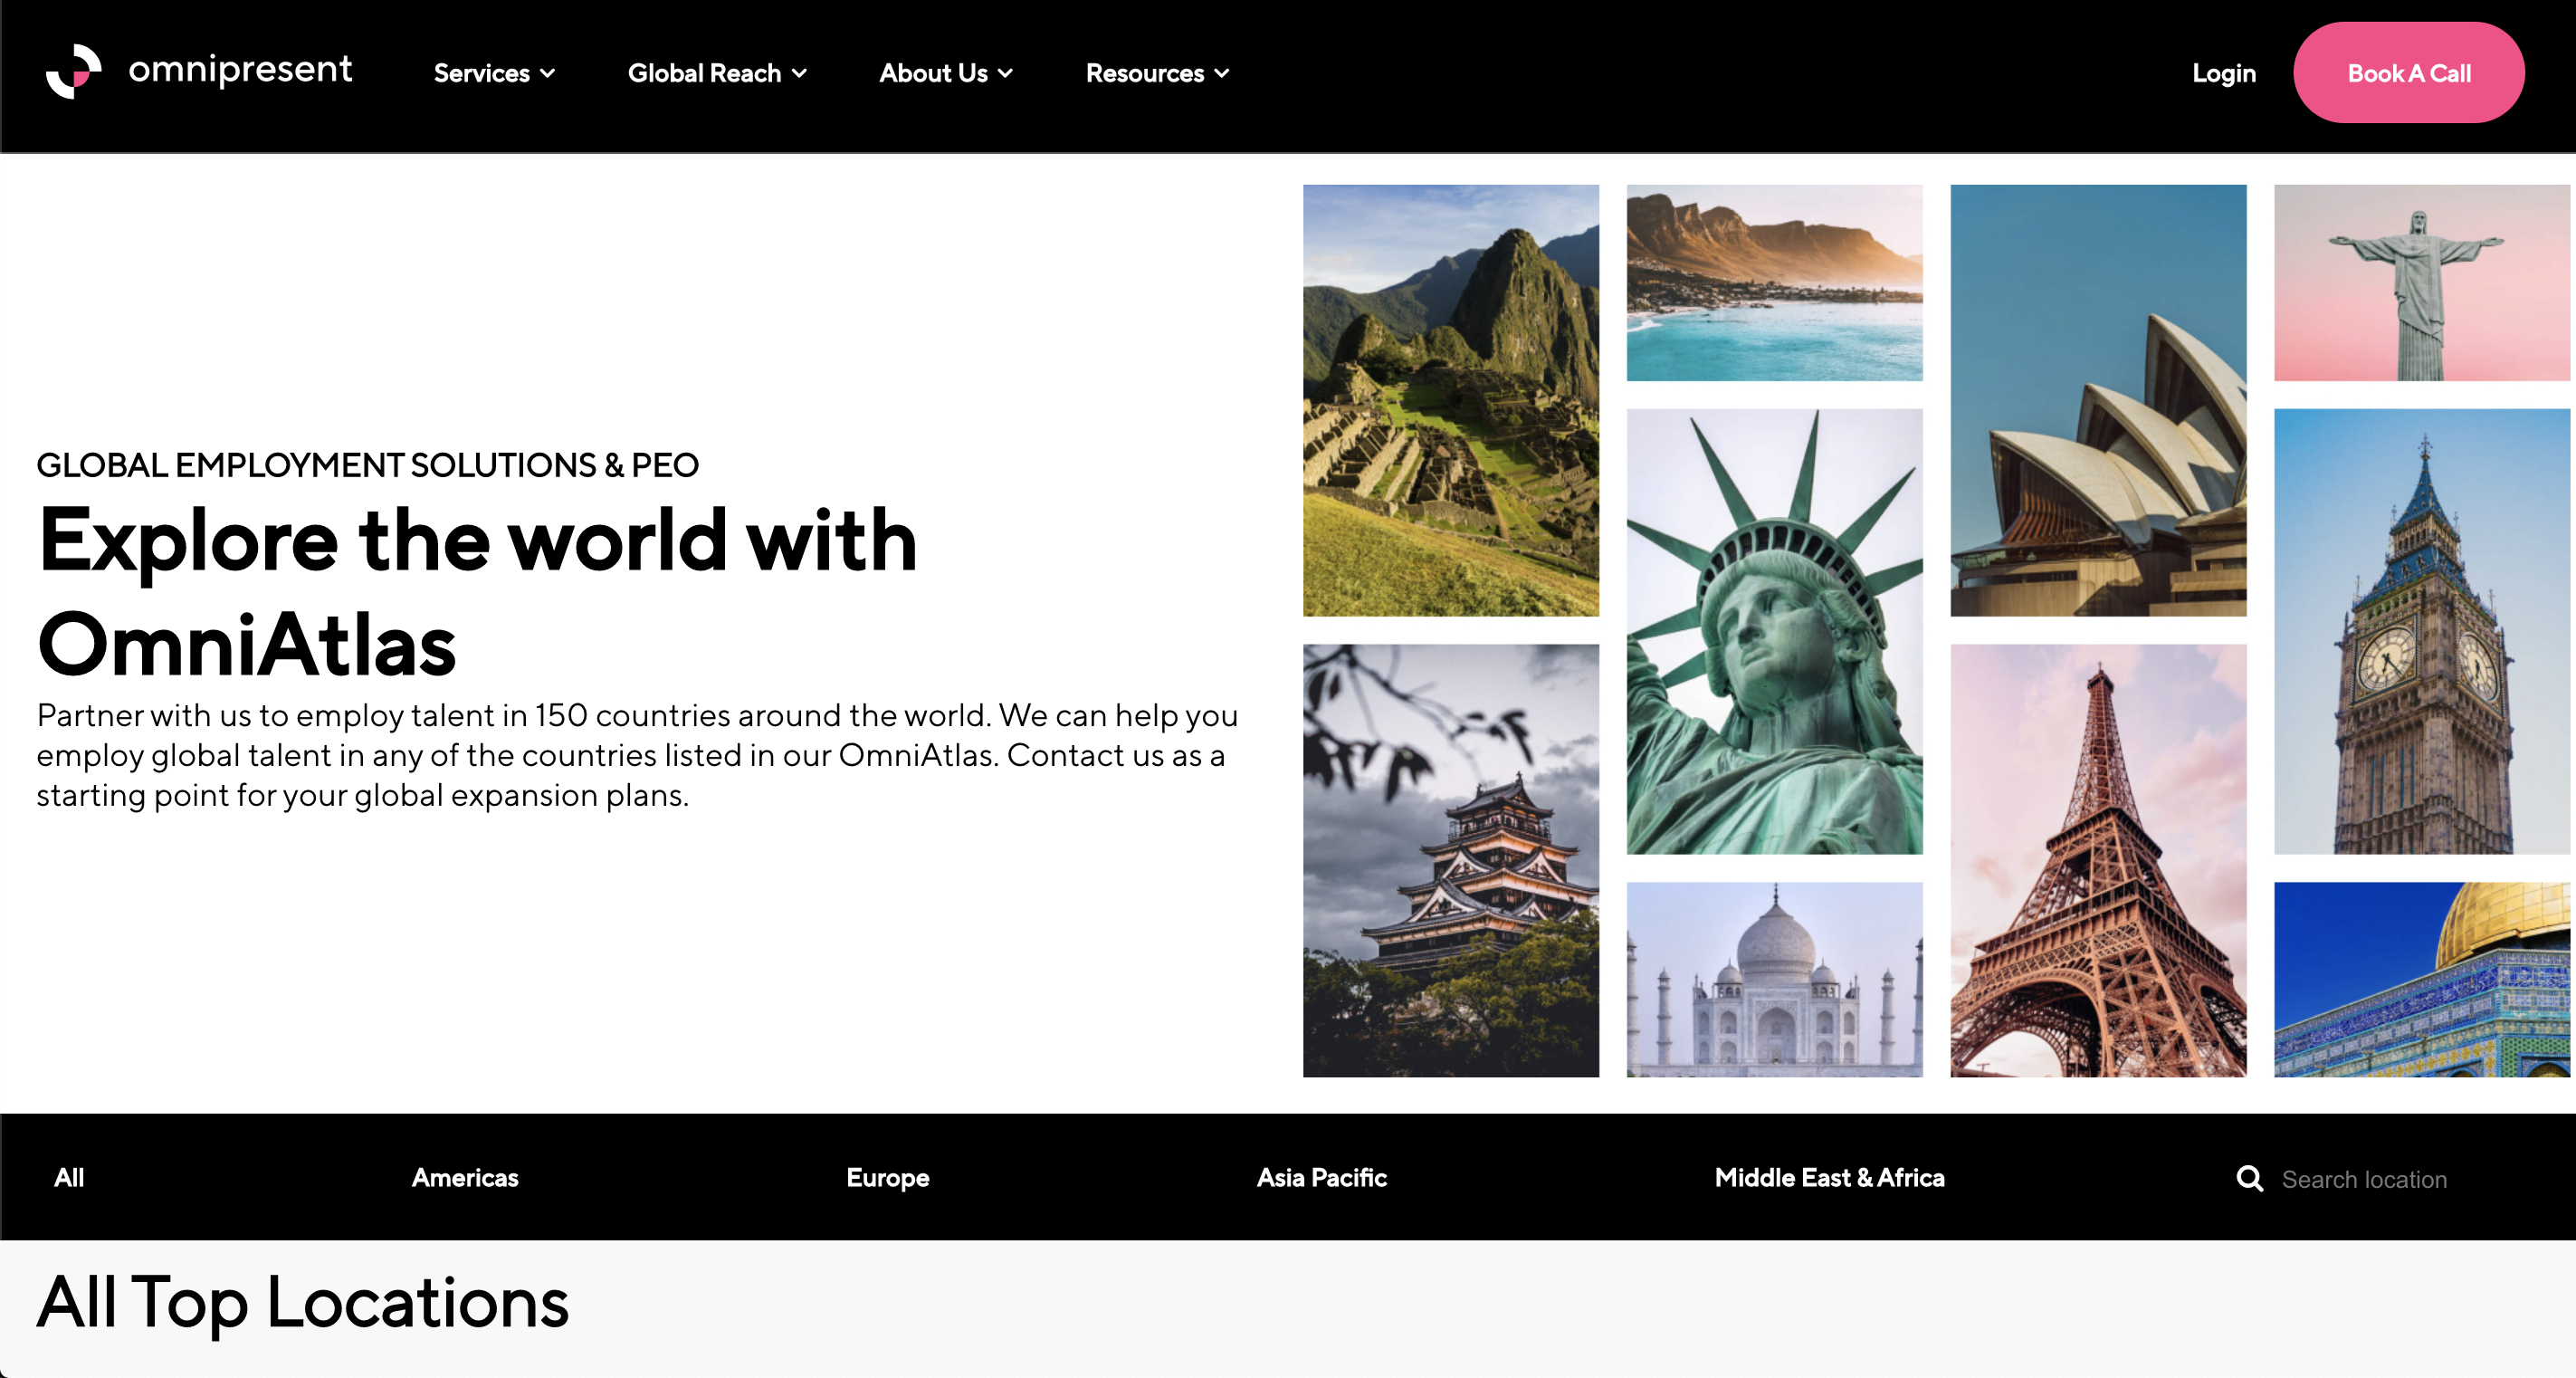 omnipresent
Services
Global Reach
About Us
Resources
Login
Book A Call
GLOBAL EMPLOYMENT SOLUTIONS & PEO
Explore the world with
OmniAtlas
Partner with us to employ talent in 150 countries around the world. We can help you
employ global talent in any of the countries listed in our OmniAtlas. Contact us as a
starting point for your global expansion plans.
All
Americas
Europe
Asia Pacific
Middle East & Africa
Search location
All Top Locations